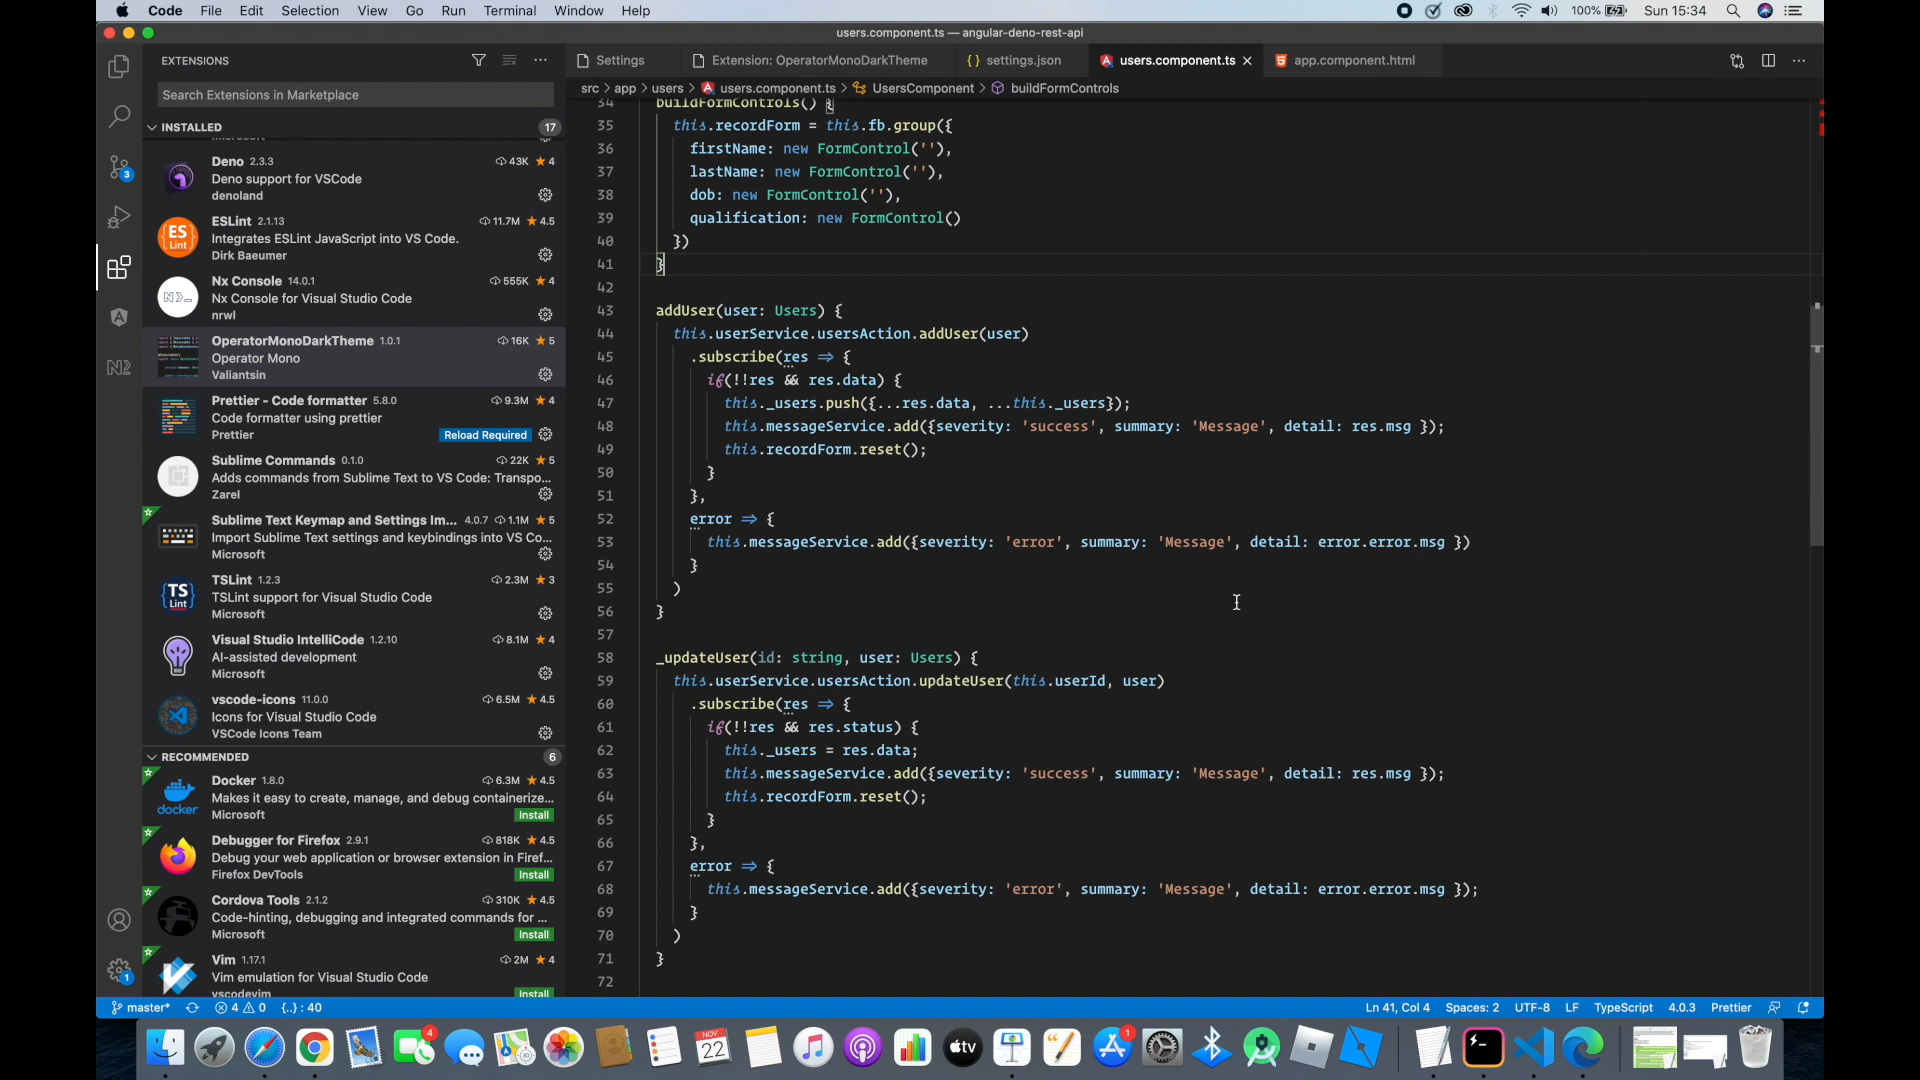 Code File Edit Selection View Go Run Terminal Window Help 100% Sun 15:34
users.component.ts — angular-deno-rest-api
EXTENSIONS
Settings Extension: OperatorMonoDarkTheme settings.json users.component.ts app.component.html
Search Extensions in Marketplace
src > app > users > users.component.ts > UsersComponent > buildFormControls
INSTALLED 17
Deno 2.3.3 43K 4
Deno support for VSCode
denoland
ESLint 2.1.13 11.7M 4.5
Integrates ESLint JavaScript into VS Code.
Dirk Baeumer
Nx Console 14.0.1 555K 4
Nx Console for Visual Studio Code
nrwl
OperatorMonoDarkTheme 1.0.1 16K 5
Operator Mono
Valiantsin
Prettier - Code formatter 5.8.0 9.3M 4
Code formatter using prettier
Prettier Reload Required
Sublime Commands 0.1.0 22K 5
Adds commands from Sublime Text to VS Code: Transpo...
Zarel
Sublime Text Keymap and Settings Im... 4.0.7 1.1M 5
Import Sublime Text settings and keybindings into VS Co...
Microsoft
TSLint 1.2.3 2.3M 3
TSLint support for Visual Studio Code
Microsoft
Visual Studio IntelliCode 1.2.10 8.1M 4
AI-assisted development
Microsoft
vscode-icons 11.0.0 6.5M 4.5
Icons for Visual Studio Code
VSCode Icons Team
RECOMMENDED 6
Docker 1.8.0 6.3M 4.5
Makes it easy to create, manage, and debug containerize...
Microsoft Install
Debugger for Firefox 2.9.1 818K 4.5
Debug your web application or browser extension in Firef...
Firefox DevTools Install
Cordova Tools 2.1.2 310K 4.5
Code-hinting, debugging and integrated commands for ...
Microsoft Install
Vim 1.17.1 2M 4
Vim emulation for Visual Studio Code
vscodevim Install
34 buildFormControls() {
35 this.recordForm = this.fb.group({
36 firstName: new FormControl(''),
37 lastName: new FormControl(''),
38 dob: new FormControl(''),
39 qualification: new FormControl()
40 })
41 }
42
43 addUser(user: Users) {
44 this.userService.usersAction.addUser(user)
45 .subscribe(res => {
46 if(!!res && res.data) {
47 this._users.push({...res.data, ...this._users});
48 this.messageService.add({severity: 'success', summary: 'Message', detail: res.msg });
49 this.recordForm.reset();
50 }
51 },
52 error => {
53 this.messageService.add({severity: 'error', summary: 'Message', detail: error.error.msg })
54 }
55 )
56 }
57
58 _updateUser(id: string, user: Users) {
59 this.userService.usersAction.updateUser(this.userId, user)
60 .subscribe(res => {
61 if(!!res && res.status) {
62 this._users = res.data;
63 this.messageService.add({severity: 'success', summary: 'Message', detail: res.msg });
64 this.recordForm.reset();
65 }
66 },
67 error => {
68 this.messageService.add({severity: 'error', summary: 'Message', detail: error.error.msg });
69 }
70 )
71 }
72
master* 4 0 {..} : 40 Ln 41, Col 4 Spaces: 2 UTF-8 LF TypeScript 4.0.3 Prettier
4 NOV 22 tv 1